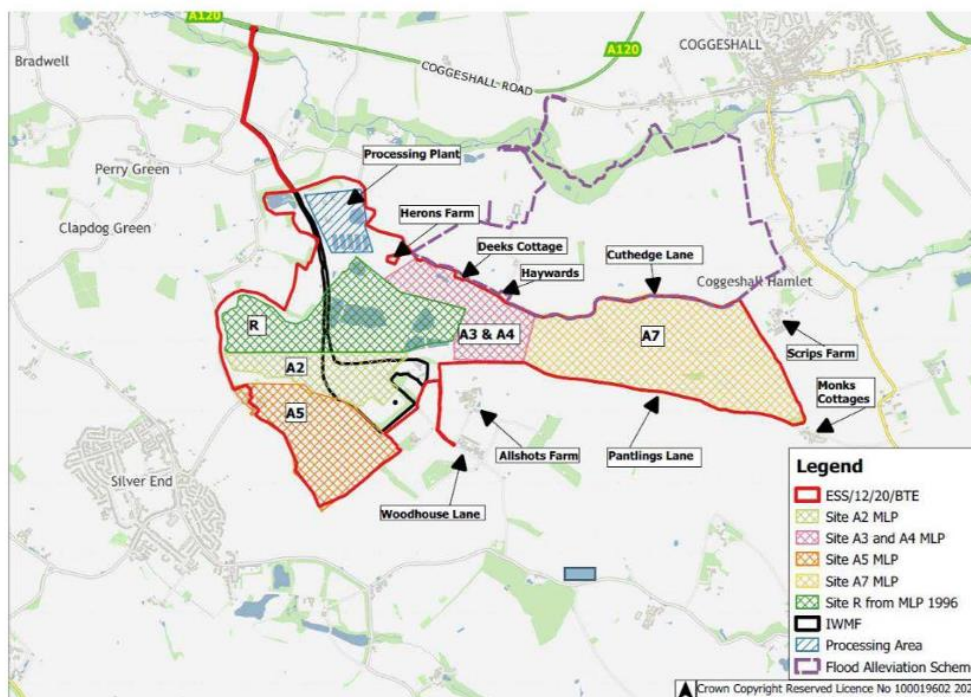 A120
A120
COGGESHALL
Bradwell
COGGESHALL ROAD
Processing Plant
Perry Green
Herons Farm
Clapdog Green
Deeks Cottage
Cuthedge Lane
Haywards
Coggeshall Hamlet
R
A3 & A4
A7
Scrips Farm
A2
Monks
Cottages
A5
Allshots Farm
Pantlings Lane
Silver End
Woodhouse Lane
Legend
ESS/12/20/BTE
Site A2 MLP
Site A3 and A4 MLP
Site A5 MLP
Site A7 MLP
Site R from MLP 1996
IWMF
Processing Area
Flood Alleviation Scheme
Crown Copyright Reserved Licence No 100019602 202